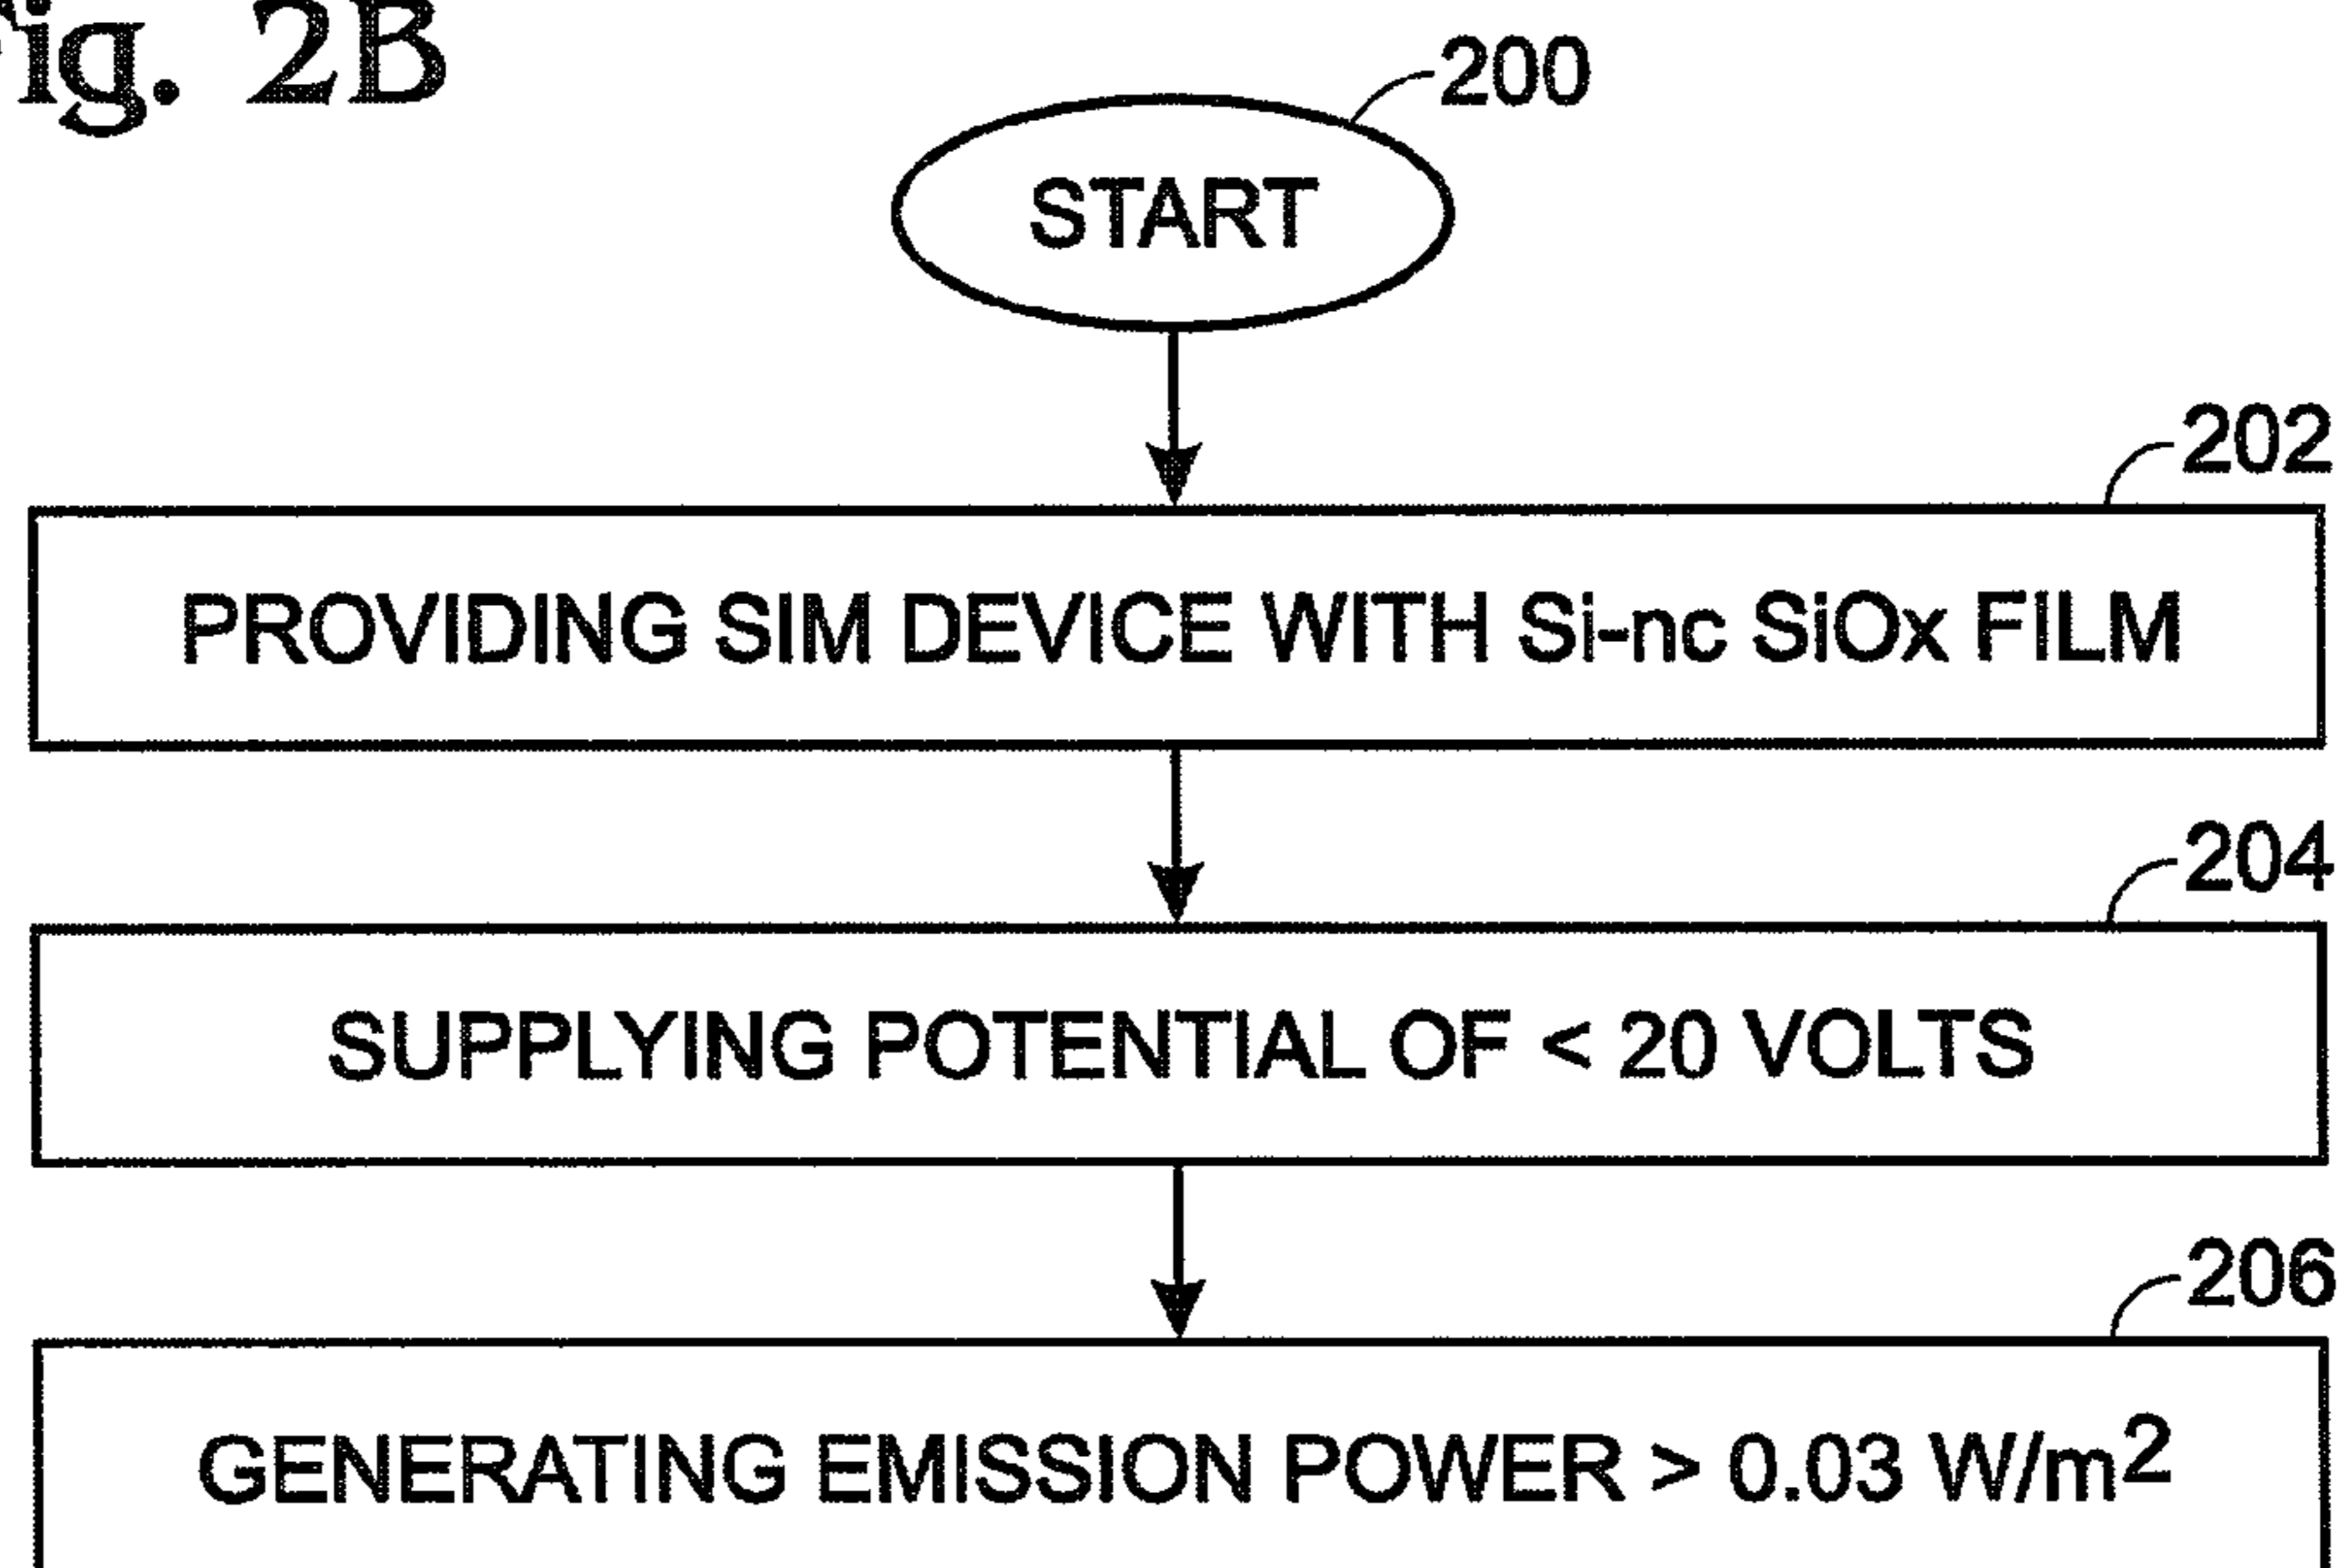 Fig. 2B
200
START
202
PROVIDING SIM DEVICE WITH Si-nc SiOx FILM
204
SUPPLYING POTENTIAL OF < 20 VOLTS
206
GENERATING EMISSION POWER > 0.03 W/m2